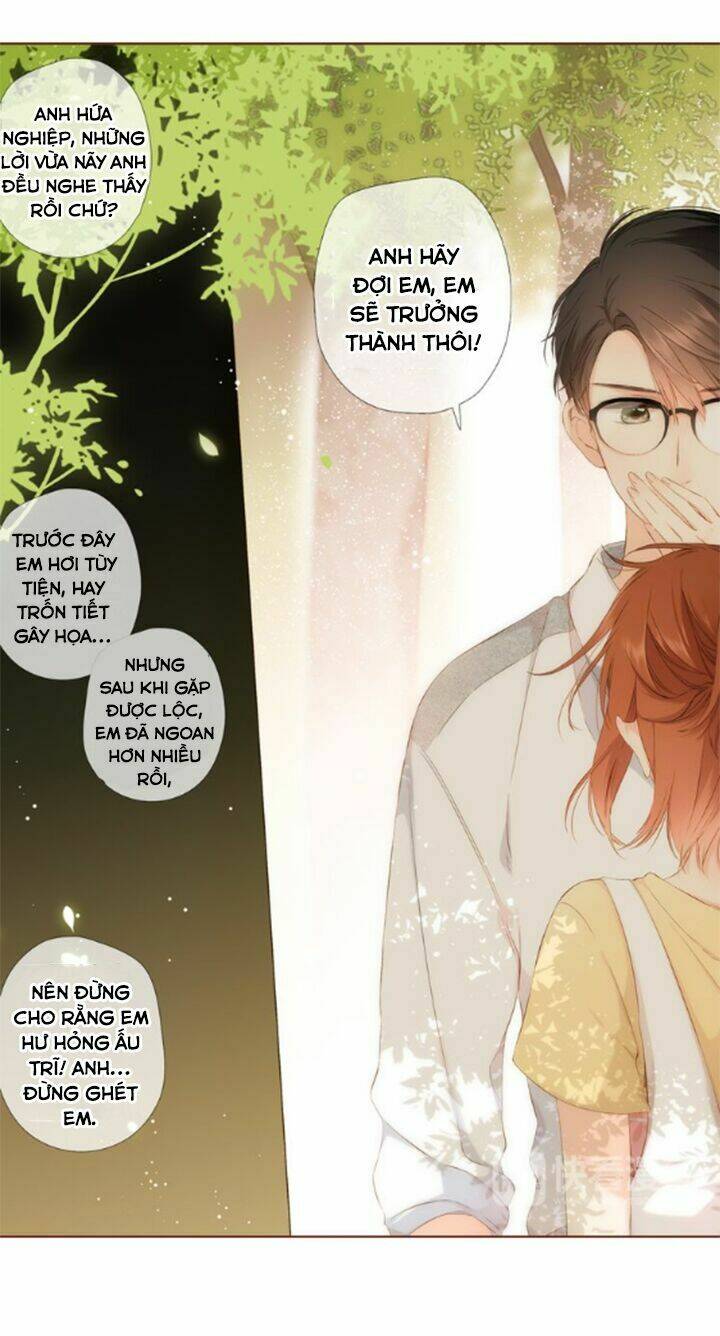 ANH HỨA
NGHIỆP, NHỮNG
LỜI VỪA NÃY ANH
ĐỀU NGHE THẤY
RỒI CHỨ?
ANH HÃY
ĐỢI EM, EM
SẼ TRƯỞNG
THÀNH THÔI!
TRƯỚC ĐÂY
EM HƠI TÙY
TIỆN, HAY
TRỐN TIẾT
GÂY HỌA...
NHƯNG
SAU KHI GẶP
ĐƯỢC LỘC,
EM ĐÃ NGOAN
HƠN NHIỀU
RỒI,
NÊN ĐỪNG
CHO RẰNG EM
HƯ HỎNG ẤU
TRĨ! ANH...
ĐỪNG GHÉT
EM.
快看漫